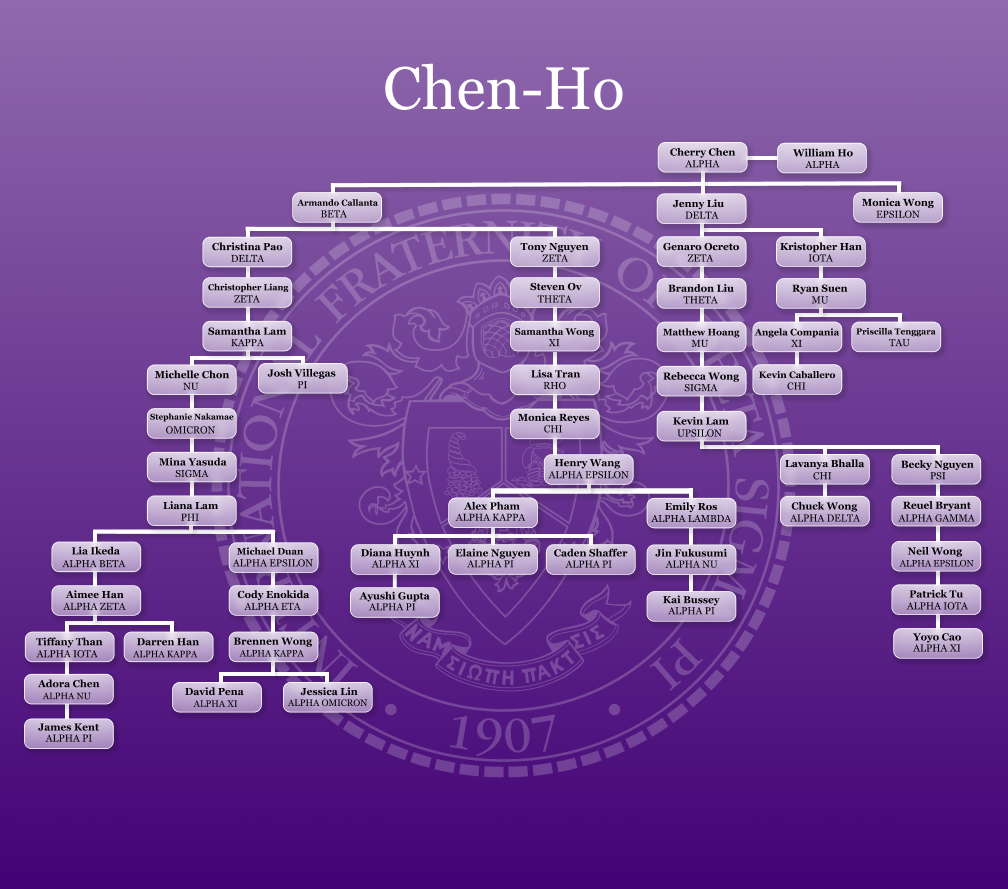 Chen-Ho
Cherry Chen
ALPHA
William Ho
ALPHA
Armando Callanta
BETA
Jenny Liu
DELTA
Monica Wong
EPSILON
Christina Pao
DELTA
Tony Nguyen
ZETA
Genaro Ocreto
ZETA
Kristopher Han
IOTA
Christopher Liang
ZETA
Steven Ov
THETA
Brandon Liu
THETA
Ryan Suen
MU
Samantha Lam
KAPPA
Samantha Wong
XI
Matthew Hoang
MU
Angela Compania
XI
Priscilla Tenggara
TAU
Michelle Chon
NU
Josh Villegas
PI
Lisa Tran
RHO
Rebecca Wong
SIGMA
Kevin Caballero
CHI
Stephanie Nakamae
OMICRON
Monica Reyes
CHI
Kevin Lam
UPSILON
Mina Yasuda
SIGMA
Henry Wang
ALPHA EPSILON
Lavanya Bhalla
CHI
Becky Nguyen
PSI
Liana Lam
PHI
Alex Pham
ALPHA KAPPA
Emily Ros
ALPHA LAMBDA
Chuck Wong
ALPHA DELTA
Reuel Bryant
ALPHA GAMMA
Lia Ikeda
ALPHA BETA
Michael Duan
ALPHA EPSILON
Diana Huynh
ALPHA XI
Elaine Nguyen
ALPHA PI
Caden Shaffer
ALPHA PI
Jin Fukusumi
ALPHA NU
Neil Wong
ALPHA EPSILON
Aimee Han
ALPHA ZETA
Cody Enokida
ALPHA ETA
Ayushi Gupta
ALPHA PI
Kai Bussey
ALPHA PI
Patrick Tu
ALPHA IOTA
Tiffany Than
ALPHA IOTA
Darren Han
ALPHA KAPPA
Brennen Wong
ALPHA KAPPA
Yoyo Cao
ALPHA XI
Adora Chen
ALPHA NU
David Pena
ALPHA XI
Jessica Lin
ALPHA OMICRON
James Kent
ALPHA PI
FRATERNITY OF
SIGMA PI
ΣΙΩΠΗ ΠΑΚΤΣΙΣ
1907